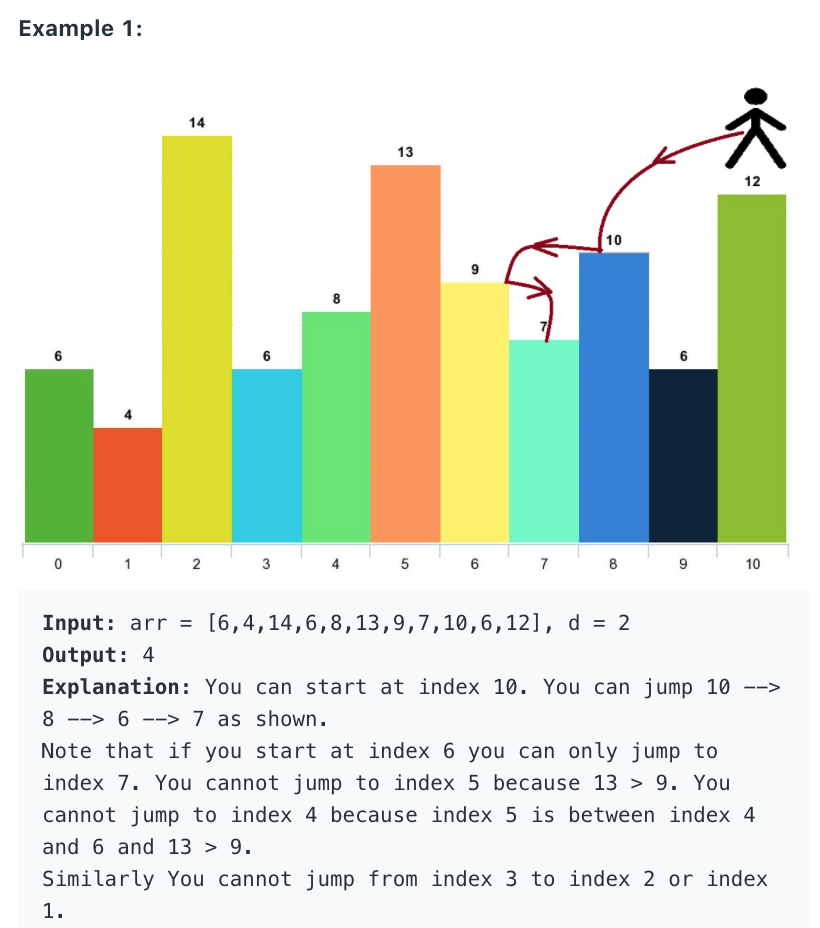 Example 1:
14
13
12
10
9
8
7
6
6
6
4
0 1 2 3 4 5 6 7 8 9 10
Input: arr = [6,4,14,6,8,13,9,7,10,6,12], d = 2
Output: 4
Explanation: You can start at index 10. You can jump 10 -->
8 --> 6 --> 7 as shown.
Note that if you start at index 6 you can only jump to
index 7. You cannot jump to index 5 because 13 > 9. You
cannot jump to index 4 because index 5 is between index 4
and 6 and 13 > 9.
Similarly You cannot jump from index 3 to index 2 or index
1.